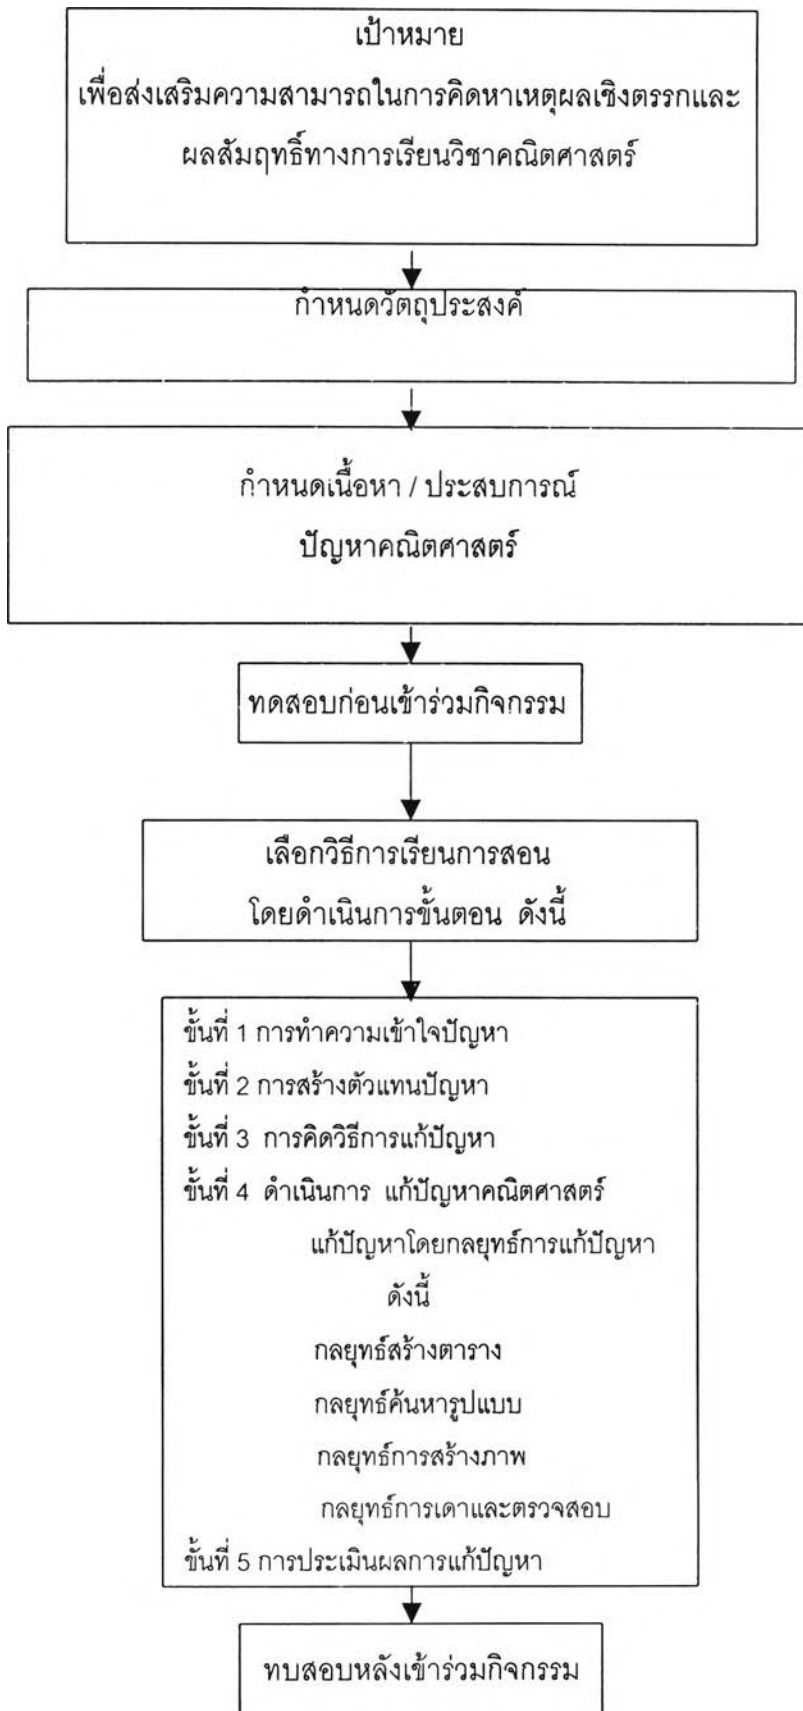 เป้าหมาย
เพื่อส่งเสริมความสามารถในการคิดหาเหตุผลเชิงตรรกและ
ผลสัมฤทธิ์ทางการเรียนวิชาคณิตศาสตร์
กำหนดวัตถุประสงค์
กำหนดเนื้อหา / ประสบการณ์
ปัญหาคณิตศาสตร์
ทดสอบก่อนเข้าร่วมกิจกรรม
เลือกวิธีการเรียนการสอน
โดยดำเนินการขั้นตอน ดังนี้
ขั้นที่ 1 การทำความเข้าใจปัญหา
ขั้นที่ 2 การสร้างตัวแทนปัญหา
ขั้นที่ 3 การคิดวิธีการแก้ปัญหา
ขั้นที่ 4 ดำเนินการ แก้ปัญหาคณิตศาสตร์
แก้ปัญหาโดยกลยุทธ์การแก้ปัญหา
ดังนี้
กลยุทธ์สร้างตาราง
กลยุทธ์ค้นหารูปแบบ
กลยุทธ์การสร้างภาพ
กลยุทธ์การเดาและตรวจสอบ
ขั้นที่ 5 การประเมินผลการแก้ปัญหา
ทบสอบหลังเข้าร่วมกิจกรรม